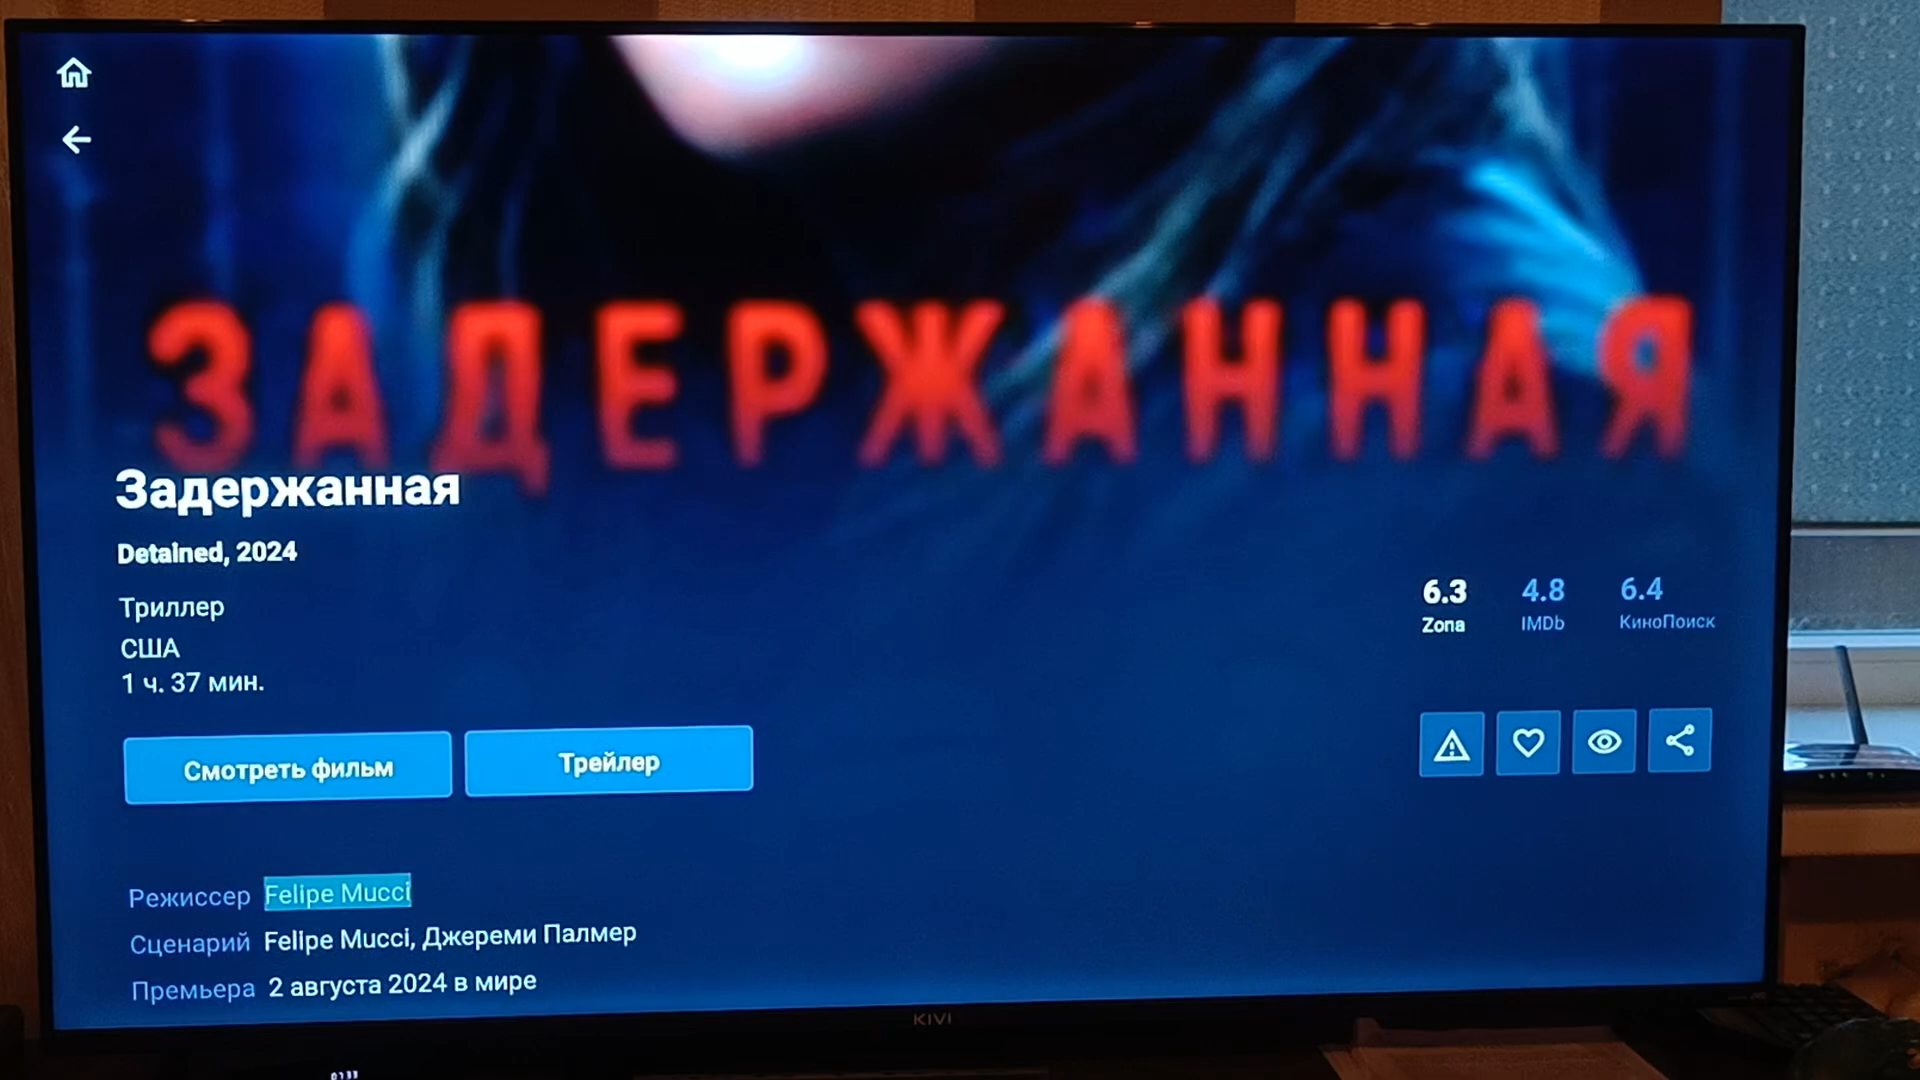 ЗАДЕРЖАННАЯ
Задержанная
Detained, 2024
Триллер
США
1 ч. 37 мин.
6.3 4.8 6.4
Zona IMDb КиноПоиск
Смотреть фильм Трейлер
Режиссер Felipe Mucci
Сценарий Felipe Mucci, Джереми Палмер
Премьера 2 августа 2024 в мире
KIVI